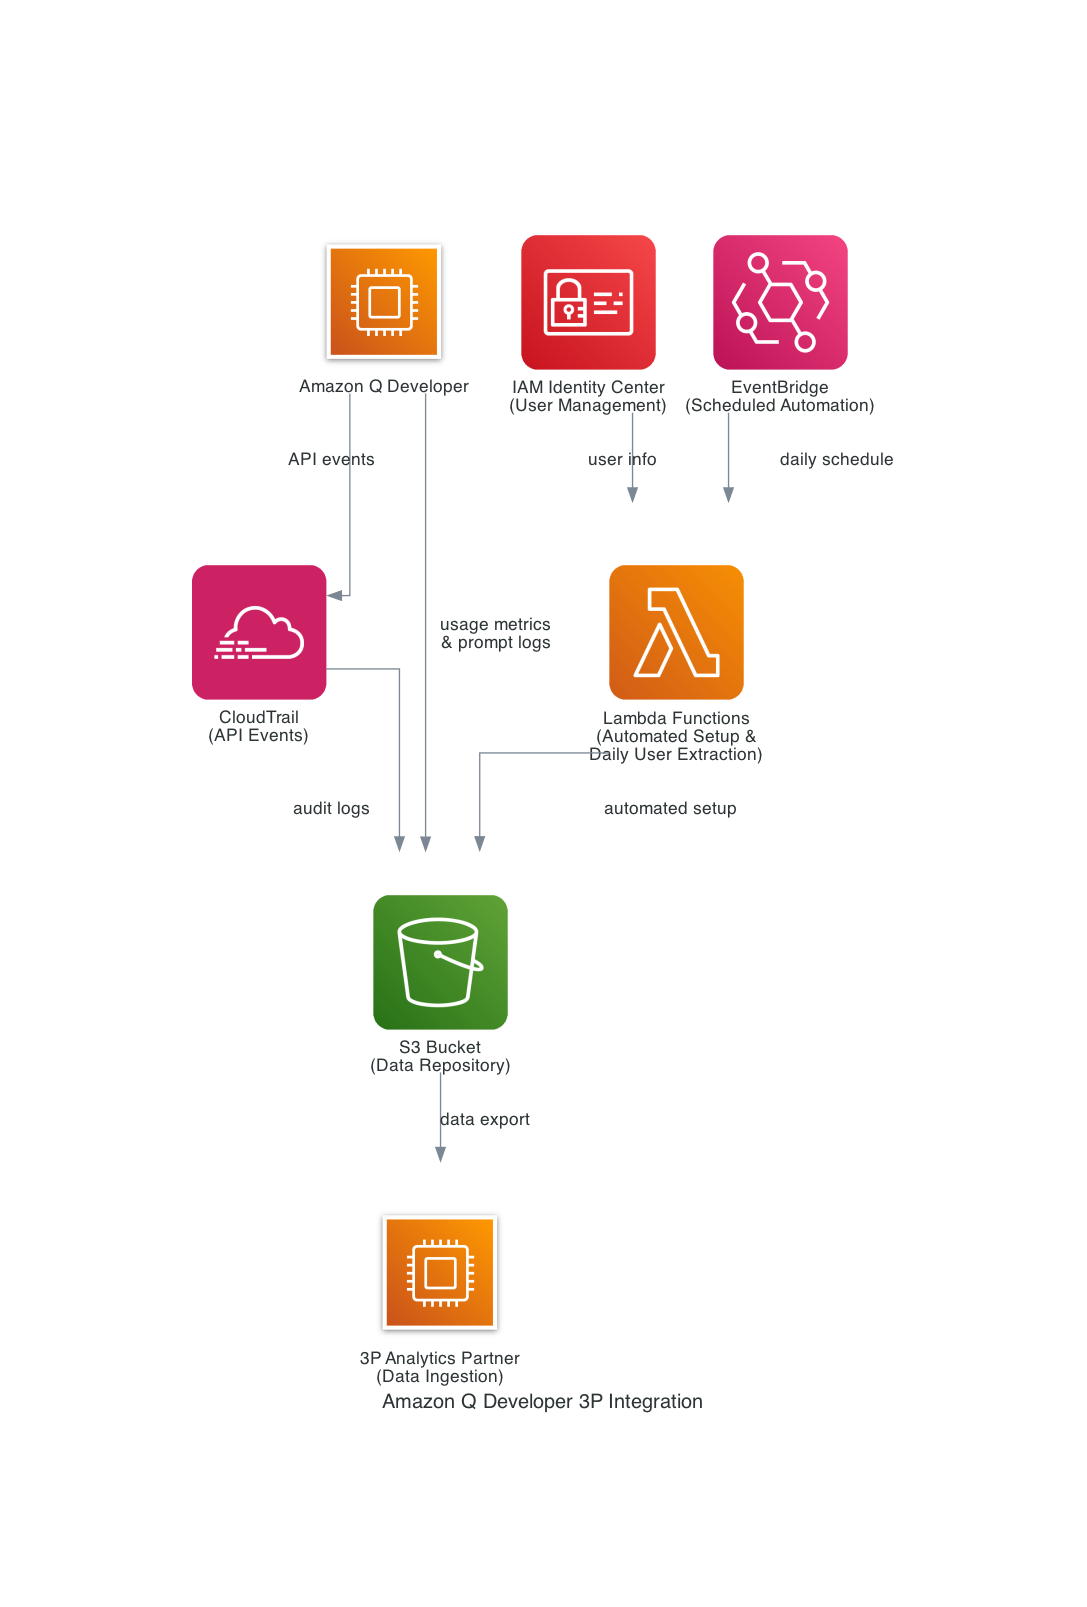 Amazon Q Developer
IAM Identity Center
(User Management)
EventBridge
(Scheduled Automation)
API events
user info
daily schedule
usage metrics
& prompt logs
CloudTrail
(API Events)
Lambda Functions
(Automated Setup &
Daily User Extraction)
audit logs
automated setup
S3 Bucket
(Data Repository)
data export
3P Analytics Partner
(Data Ingestion)
Amazon Q Developer 3P Integration